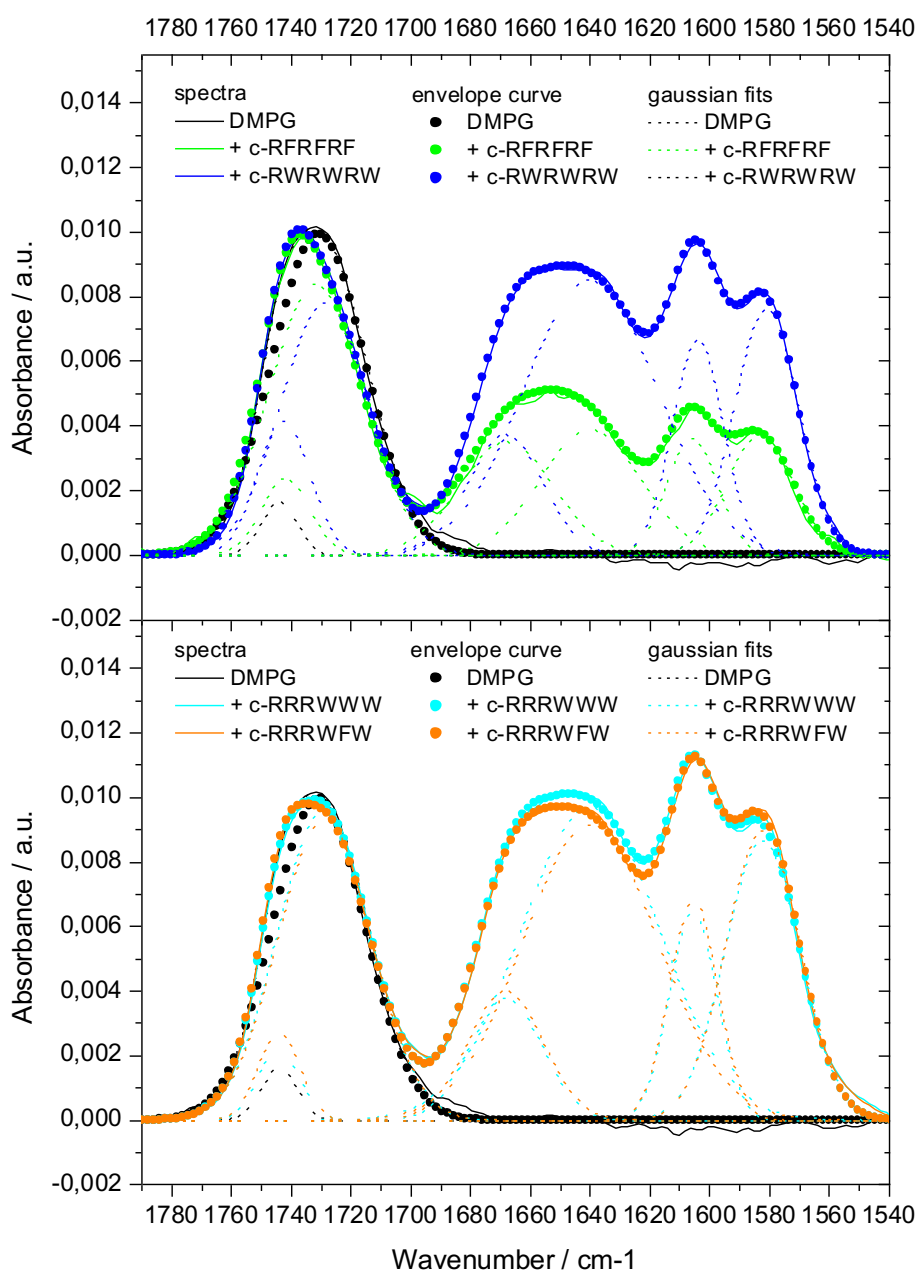 1780 1760 1740 1720 1700 1680 1660 1640 1620 1600 1580 1560 1540
0,014
0,012
0,010
0,008
0,006
0,004
0,002
0,000
-0,002
Absorbance / a.u.
spectra envelope curve gaussian fits
DMPG DMPG DMPG
+ c-RFRFRF + c-RFRFRF + c-RFRFRF
+ c-RWRWRW + c-RWRWRW + c-RWRWRW
0,014
0,012
0,010
0,008
0,006
0,004
0,002
0,000
-0,002
Absorbance / a.u.
spectra envelope curve gaussian fits
DMPG DMPG DMPG
+ c-RRRWWW + c-RRRWWW + c-RRRWWW
+ c-RRRWFW + c-RRRWFW + c-RRRWFW
1780 1760 1740 1720 1700 1680 1660 1640 1620 1600 1580 1560 1540
Wavenumber / cm-1